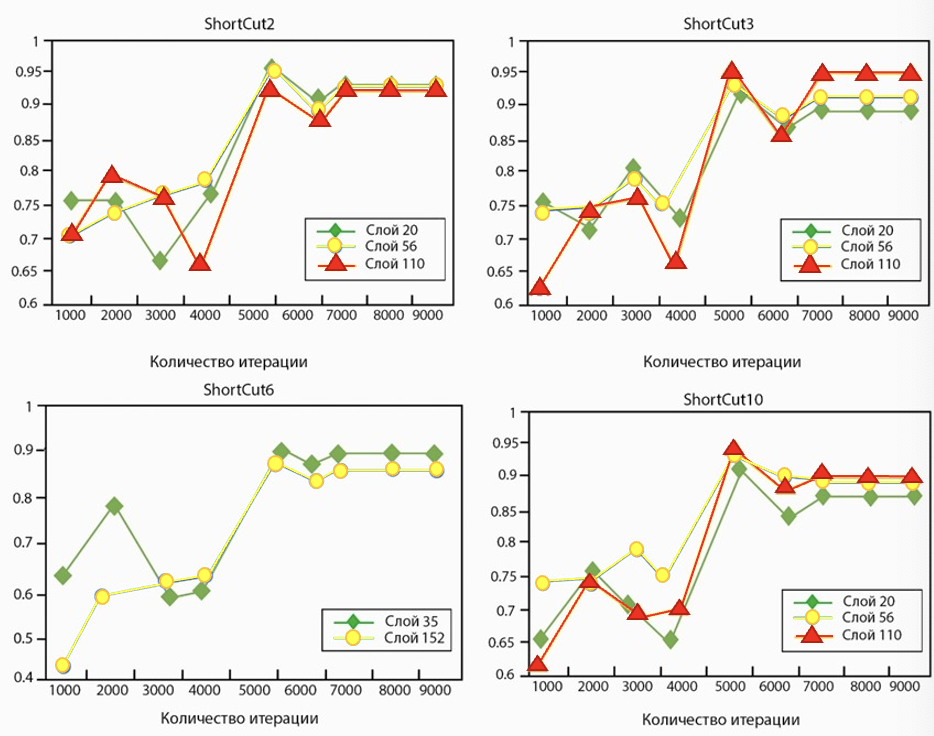 ShortCut2
1
0.95
0.9
0.85
0.8
0.75
0.7
0.65
0.6
Слой 20
Слой 56
Слой 110
1000 2000 3000 4000 5000 6000 7000 8000 9000
Количество итерации
ShortCut3
1
0.95
0.9
0.85
0.8
0.75
0.7
0.65
0.6
Слой 20
Слой 56
Слой 110
1000 2000 3000 4000 5000 6000 7000 8000 9000
Количество итерации
ShortCut6
1
0.9
0.8
0.7
0.6
0.5
0.4
Слой 35
Слой 152
1000 2000 3000 4000 5000 6000 7000 8000 9000
Количество итерации
ShortCut10
1
0.95
0.9
0.85
0.8
0.75
0.7
0.65
0.6
Слой 20
Слой 56
Слой 110
1000 2000 3000 4000 5000 6000 7000 8000 9000
Количество итерации